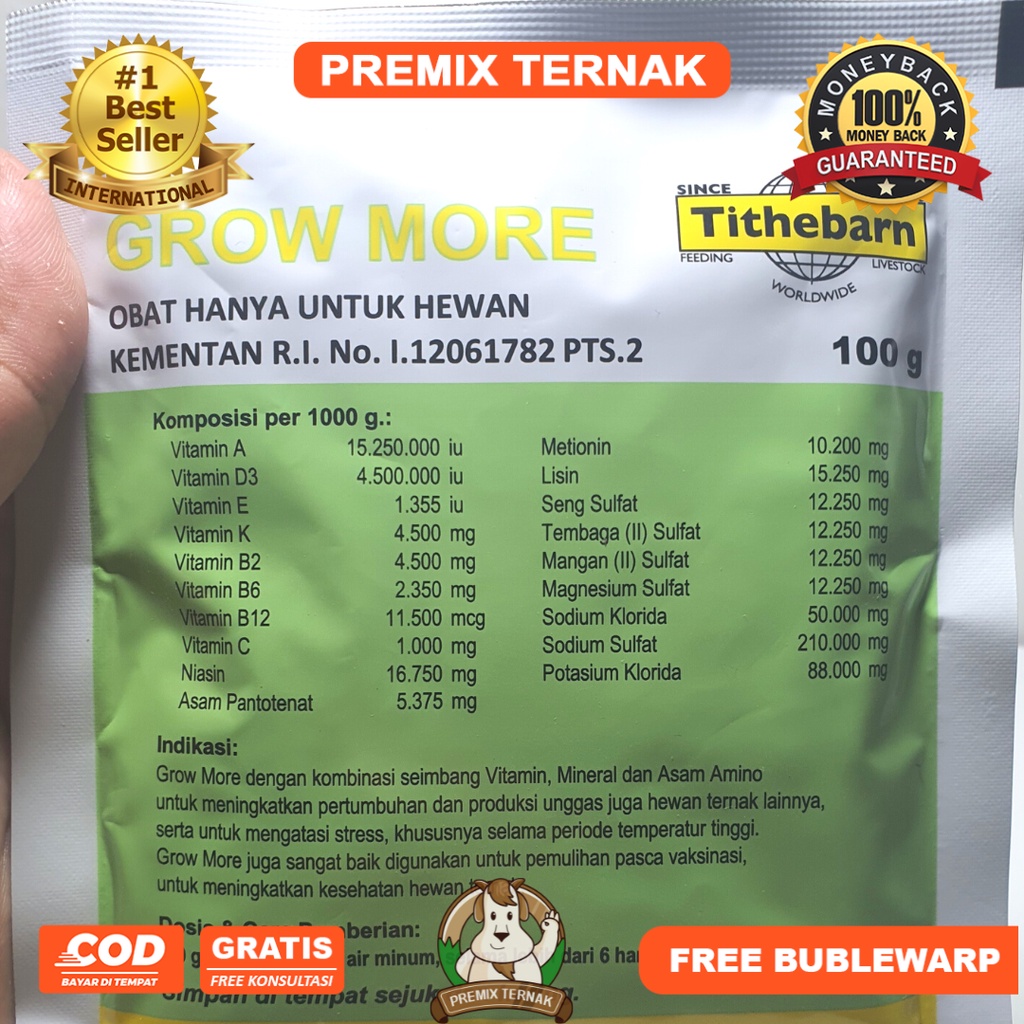 PREMIX TERNAK
#1
Best
Seller
INTERNATIONAL
MONEYBACK
100%
MONEY BACK
GUARANTEED
GROW MORE
SINCE
Tithebarn
FEEDING
LIVESTOCK
WORLDWIDE
OBAT HANYA UNTUK HEWAN
KEMENTAN R.I. No. I.12061782 PTS.2
100 g
Komposisi per 1000 g.:
Vitamin A 15.250.000 iu
Vitamin D3 4.500.000 iu
Vitamin E 1.355 iu
Vitamin K 4.500 mg
Vitamin B2 4.500 mg
Vitamin B6 2.350 mg
Vitamin B12 11.500 mcg
Vitamin C 1.000 mg
Niasin 16.750 mg
Asam Pantotenat 5.375 mg
Metionin 10.200 mg
Lisin 15.250 mg
Seng Sulfat 12.250 mg
Tembaga (II) Sulfat 12.250 mg
Mangan (II) Sulfat 12.250 mg
Magnesium Sulfat 12.250 mg
Sodium Klorida 50.000 mg
Sodium Sulfat 210.000 mg
Potasium Klorida 88.000 mg
Indikasi:
Grow More dengan kombinasi seimbang Vitamin, Mineral dan Asam Amino
untuk meningkatkan pertumbuhan dan produksi unggas juga hewan ternak lainnya,
serta untuk mengatasi stress, khususnya selama periode temperatur tinggi.
Grow More juga sangat baik digunakan untuk pemulihan pasca vaksinasi,
untuk meningkatkan kesehatan hewan
air minum, dari 6
Simpan di tempat sejuk
COD
BAYAR DI TEMPAT
GRATIS
FREE KONSULTASI
PREMIX TERNAK
FREE BUBLEWARP